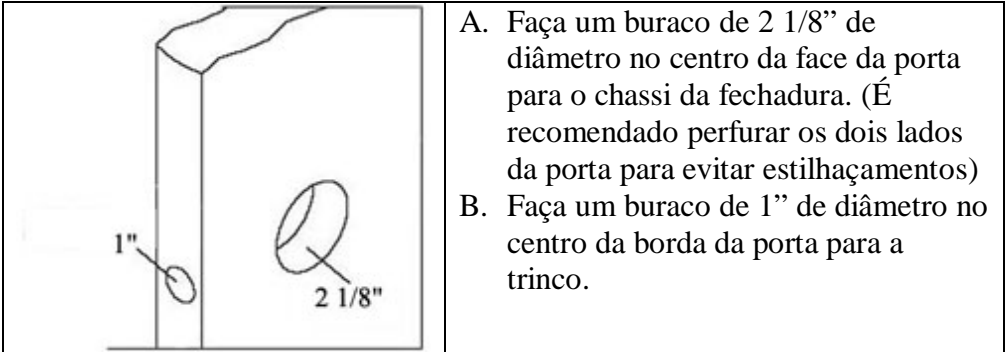 1"
2 1/8"
A. Faça um buraco de 2 1/8” de
diâmetro no centro da face da porta
para o chassi da fechadura. (É
recomendado perfurar os dois lados
da porta para evitar estilhaçamentos)
B. Faça um buraco de 1” de diâmetro no
centro da borda da porta para a
trinco.